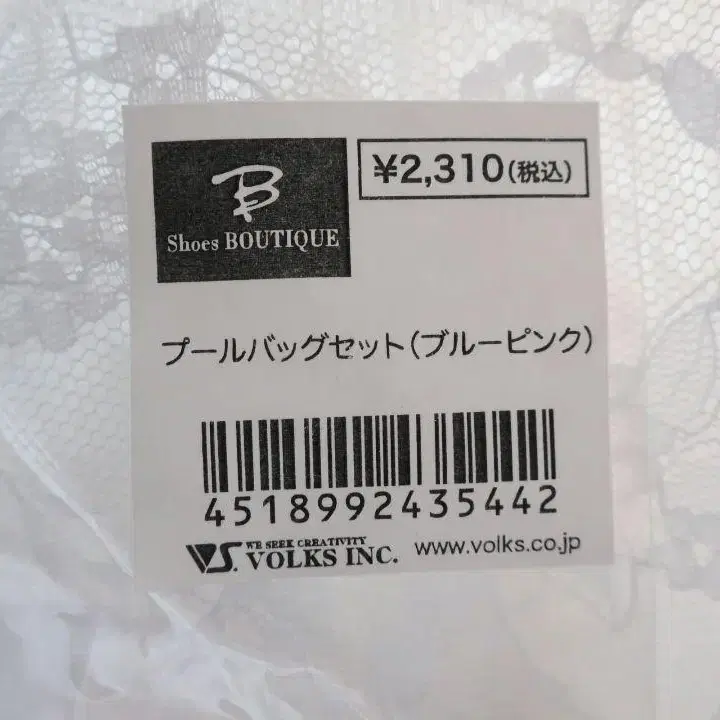 B
Shoes BOUTIQUE
¥2,310(税込)
プールバッグセット(ブルーピンク)
4518992435442
VS.
WE SEEK CREATIVITY
VOLKS INC.
www.volks.co.jp